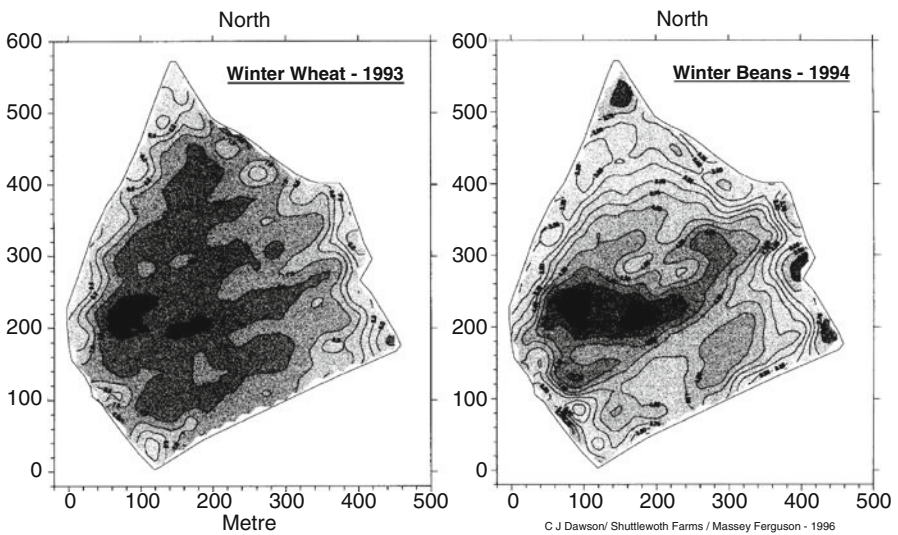 North
North
Winter Wheat - 1993
Winter Beans - 1994
600
500
400
300
200
100
0
0 100 200 300 400 500
Metre
600
500
400
300
200
100
0
0 100 200 300 400 500
C J Dawson/ Shuttlewoth Farms / Massey Ferguson - 1996